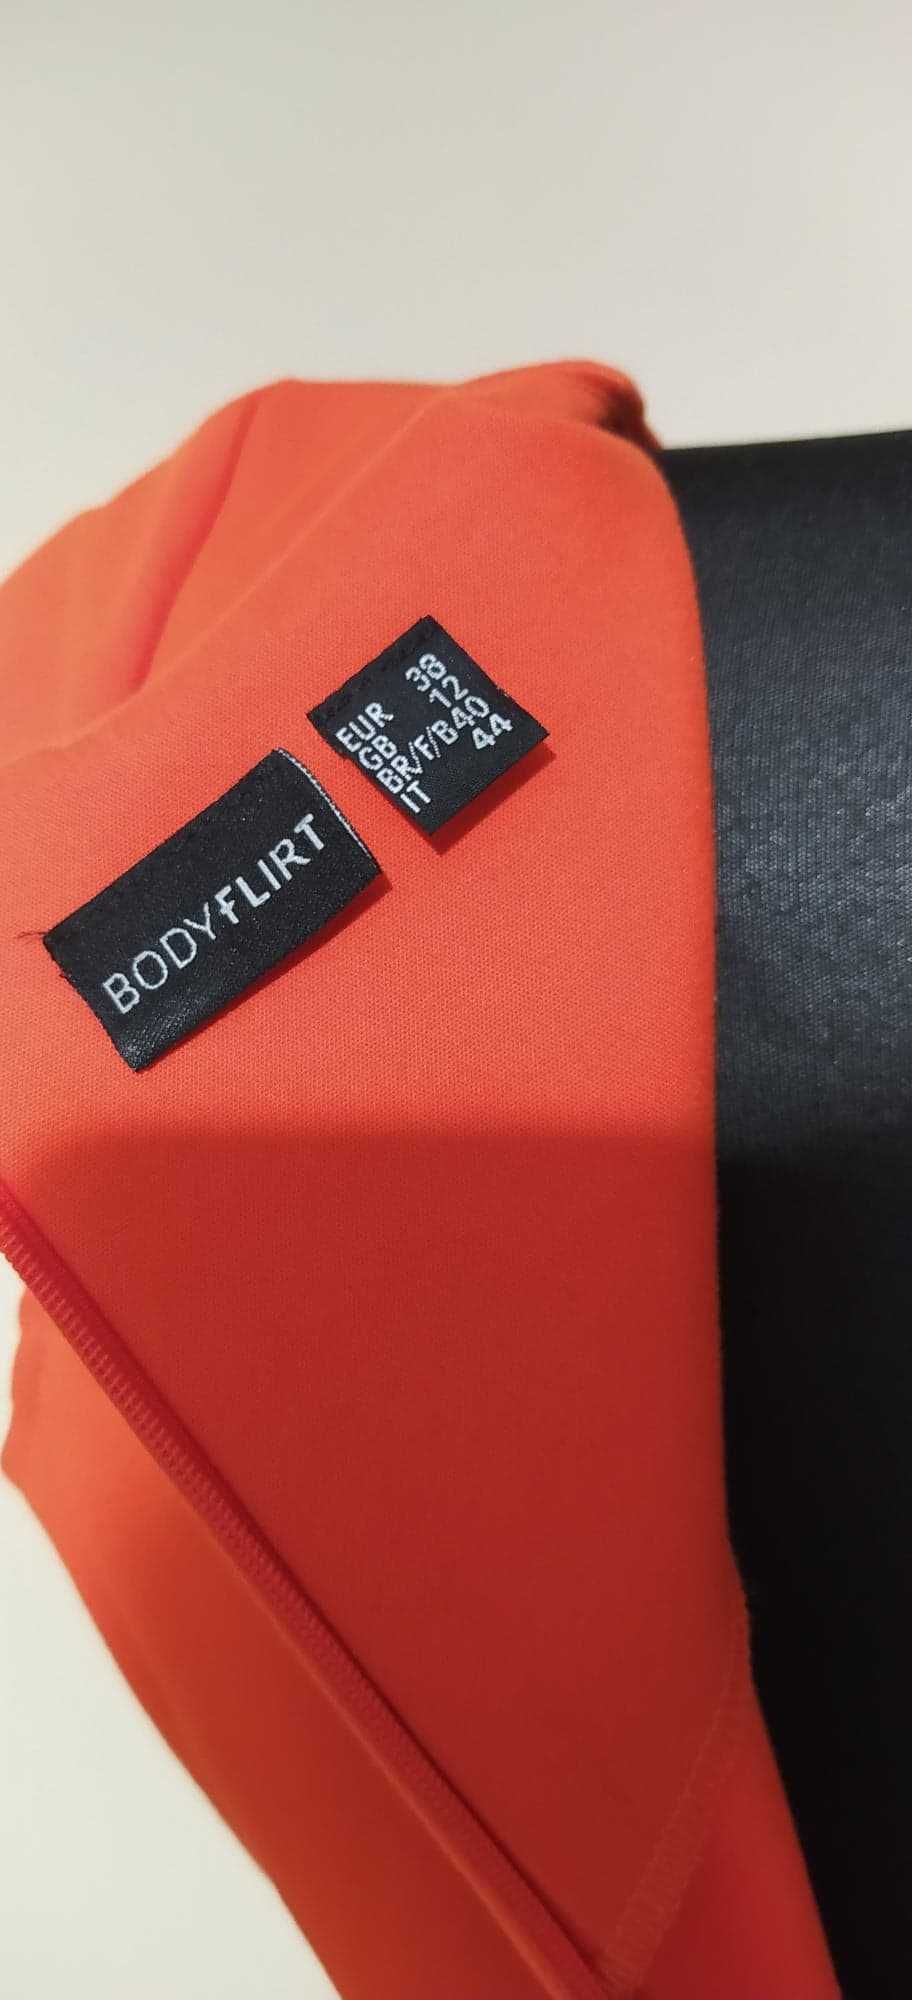 BODYFLIRT
EUR 38
GB 12
BR/F/B40
IT 44